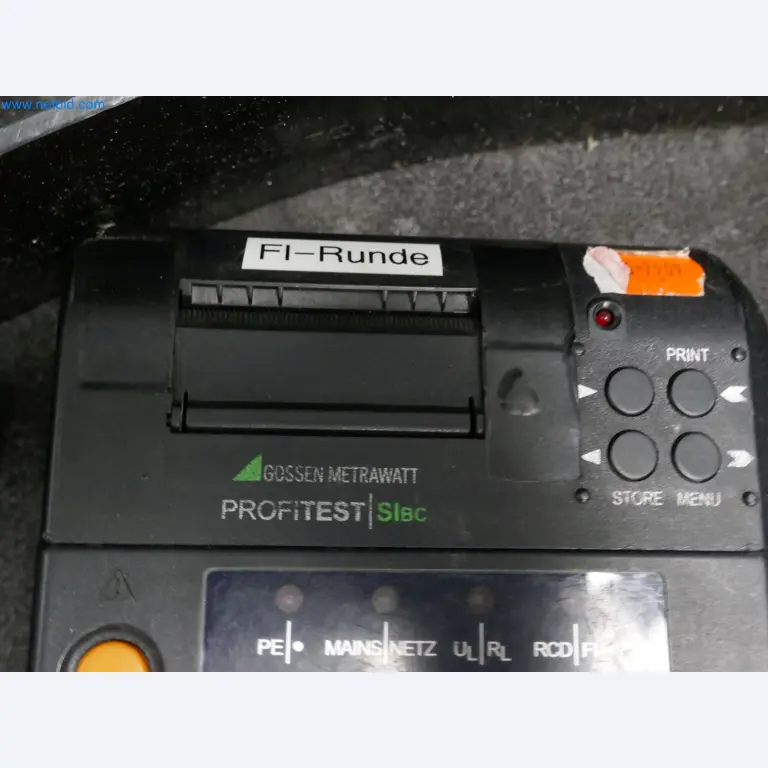 www.netbid.com
FI-Runde
PRINT
GOSSEN METRAWATT
PROFITEST|SIBC
STORE MENU
PE|• MAINS|NETZ UL|RL RCD|FI